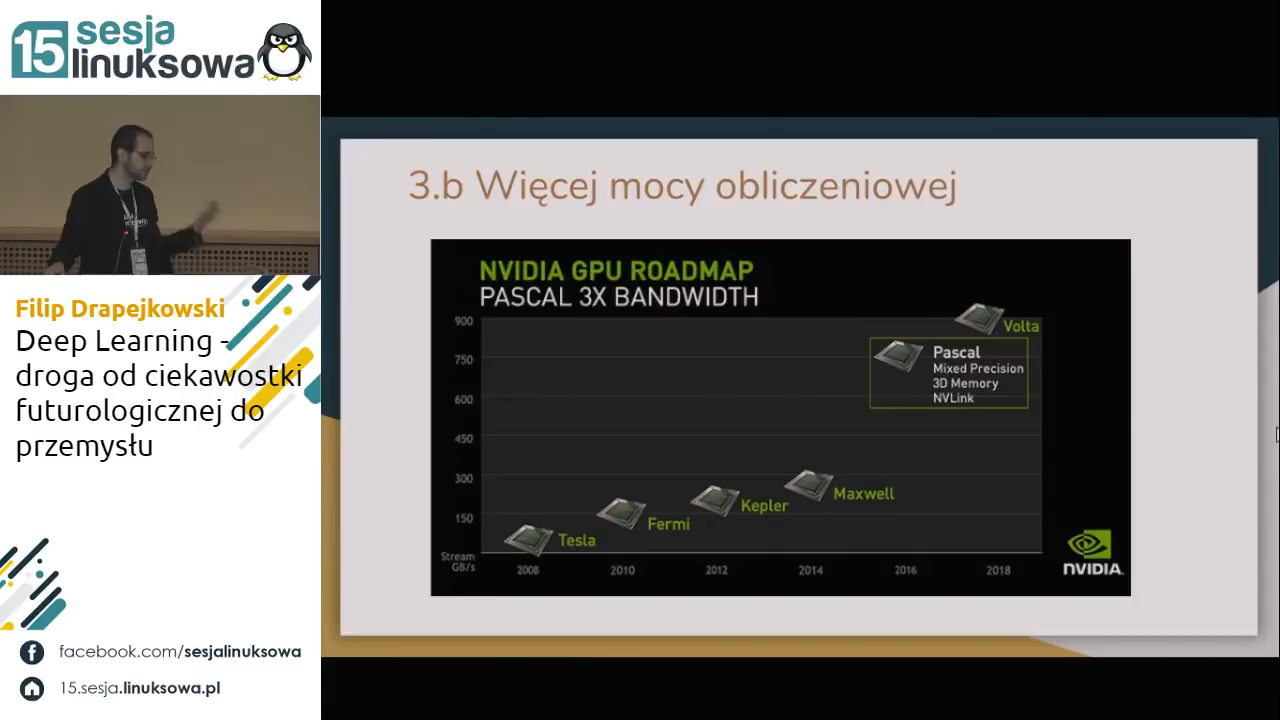 15 sesja
linuksowa
Filip Drapejkowski
Deep Learning -
droga od ciekawostki
futurologicznej do
przemysłu
facebook.com/sesjalinuksowa
15.sesja.linuksowa.pl
3.b Więcej mocy obliczeniowej
NVIDIA GPU ROADMAP
PASCAL 3X BANDWIDTH
900
750
600
450
300
150
Stream
GB/s
2008
2010
2012
2014
2016
2018
Tesla
Fermi
Kepler
Maxwell
Pascal
Mixed Precision
3D Memory
NVLink
Volta
NVIDIA.